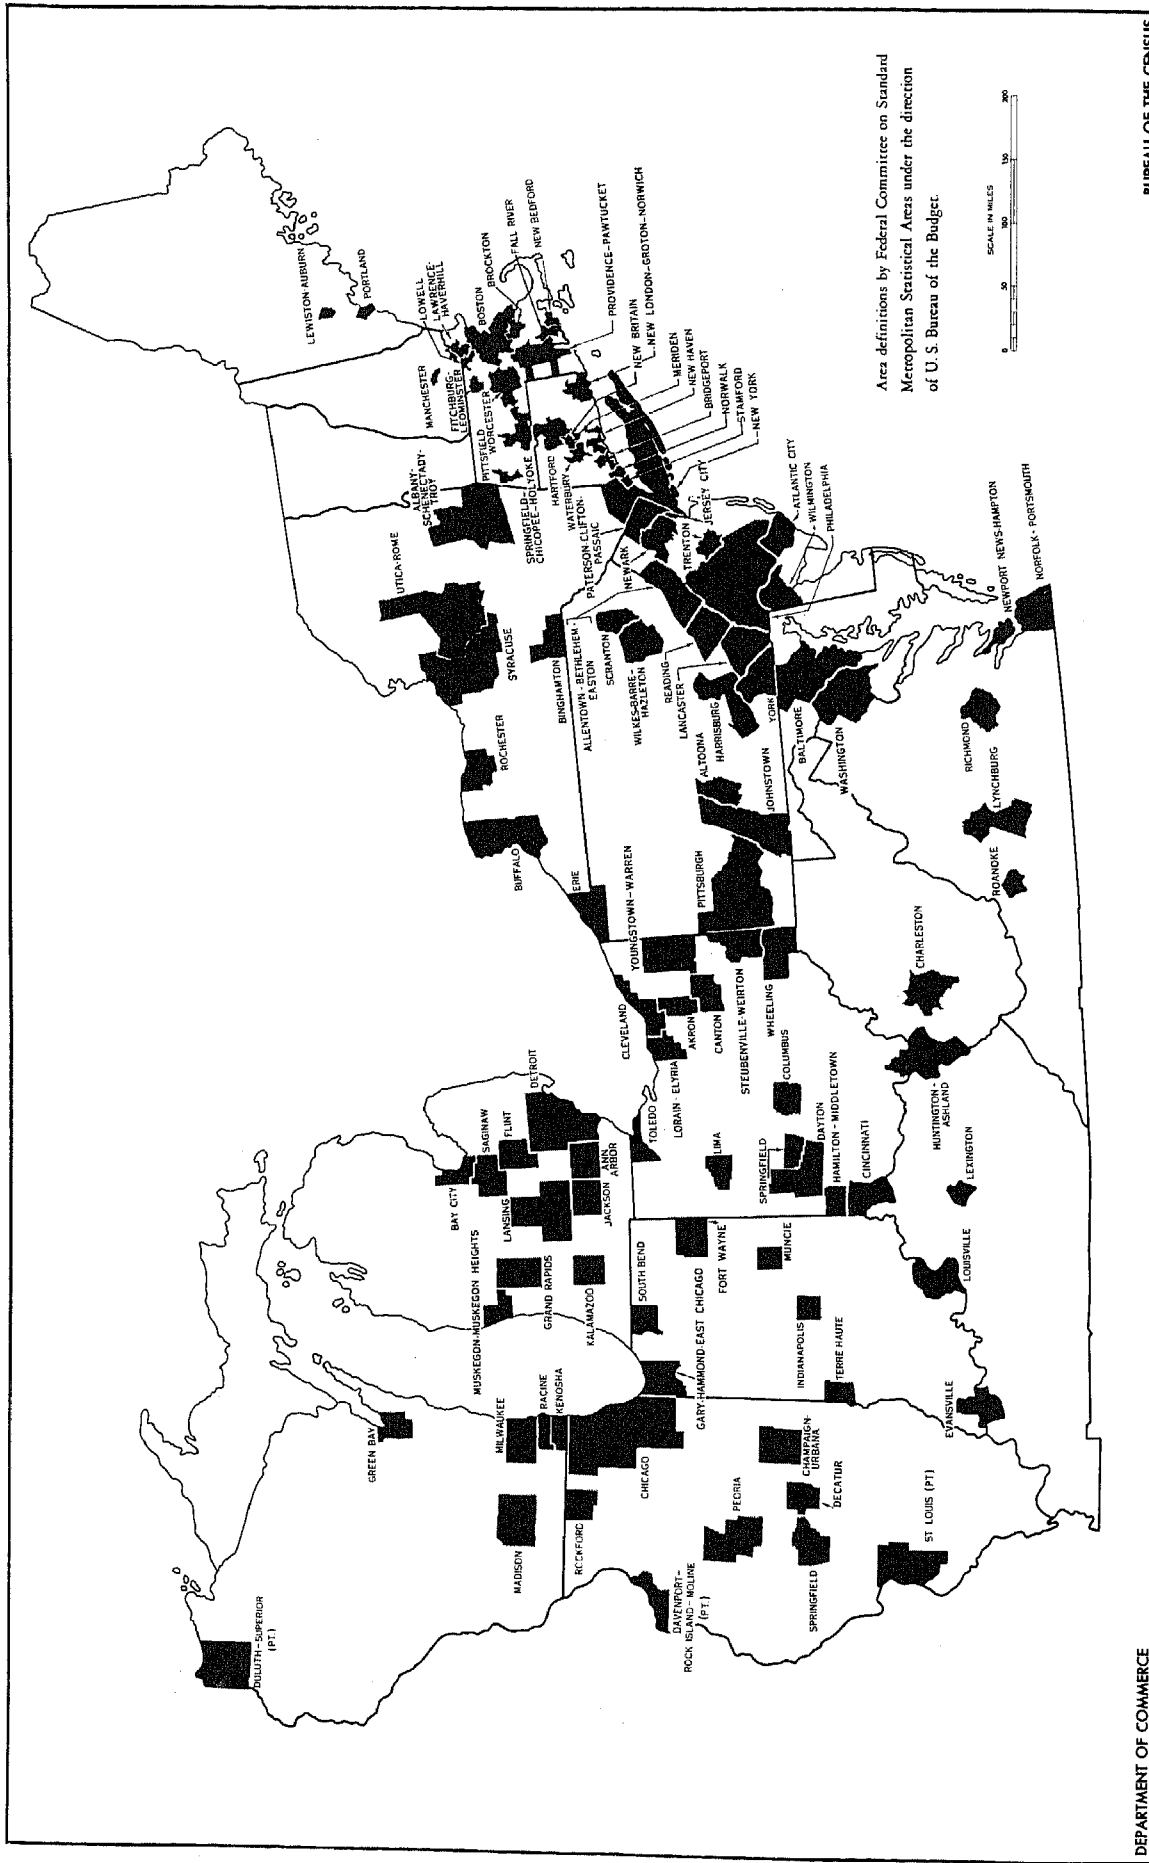 DULUTH-SUPERIOR
(PT.)
GREEN BAY
MADISON
MILWAUKEE
RACINE
KENOSHA
ROCKFORD
CHICAGO
DAVENPORT-
ROCK ISLAND-MOLINE
(PT.)
PEORIA
SPRINGFIELD
DECATUR
CHAMPAIGN-
URBANA
ST LOUIS (PT)
EVANSVILLE
TERRE HAUTE
INDIANAPOLIS
GARY-HAMMOND-EAST CHICAGO
SOUTH BEND
FORT WAYNE
MUNCIE
LOUISVILLE
LEXINGTON
MUSKEGON-MUSKEGON HEIGHTS
GRAND RAPIDS
KALAMAZOO
LANSING
JACKSON
ANN
ARBOR
BAY CITY
SAGINAW
FLINT
DETROIT
TOLEDO
LIMA
SPRINGFIELD
DAYTON
HAMILTON-MIDDLETOWN
CINCINNATI
COLUMBUS
LORAIN-ELYRIA
CLEVELAND
AKRON
CANTON
YOUNGSTOWN-WARREN
STEUBENVILLE-WEIRTON
WHEELING
HUNTINGTON-
ASHLAND
CHARLESTON
ERIE
PITTSBURGH
JOHNSTOWN
ALTOONA
HARRISBURG
LANCASTER
READING
YORK
WILKES-BARRE-
HAZLETON
SCRANTON
ALLENTOWN-BETHLEHEM-
EASTON
BUFFALO
ROCHESTER
SYRACUSE
UTICA-ROME
BINGHAMTON
ALBANY-
SCHENECTADY-
TROY
BALTIMORE
WASHINGTON
ROANOKE
LYNCHBURG
RICHMOND
NEWPORT NEWS-HAMPTON
NORFOLK-PORTSMOUTH
PATERSON-CLIFTON-
PASSAIC
NEWARK
TRENTON
JERSEY CITY
ATLANTIC CITY
WILMINGTON
PHILADELPHIA
LEWISTON-AUBURN
PORTLAND
MANCHESTER
LOWELL
LAWRENCE-
HAVERHILL
FITCHBURG-
LEOMINSTER
BOSTON
BROCKTON
FALL RIVER
NEW BEDFORD
PROVIDENCE-PAWTUCKET
PITTSFIELD
WORCESTER
SPRINGFIELD-
CHICOPEE-HOLYOKE
HARTFORD
WATERBURY
NEW BRITAIN
NEW LONDON-GROTON-NORWICH
MERIDEN
NEW HAVEN
BRIDGEPORT
NORWALK
STAMFORD
NEW YORK
Area definitions by Federal Committee on Standard
Metropolitan Statistical Areas under the direction
of U. S. Bureau of the Budget.
SCALE IN MILES
0 50 100 150 200
DEPARTMENT OF COMMERCE
BUREAU OF THE CENSUS